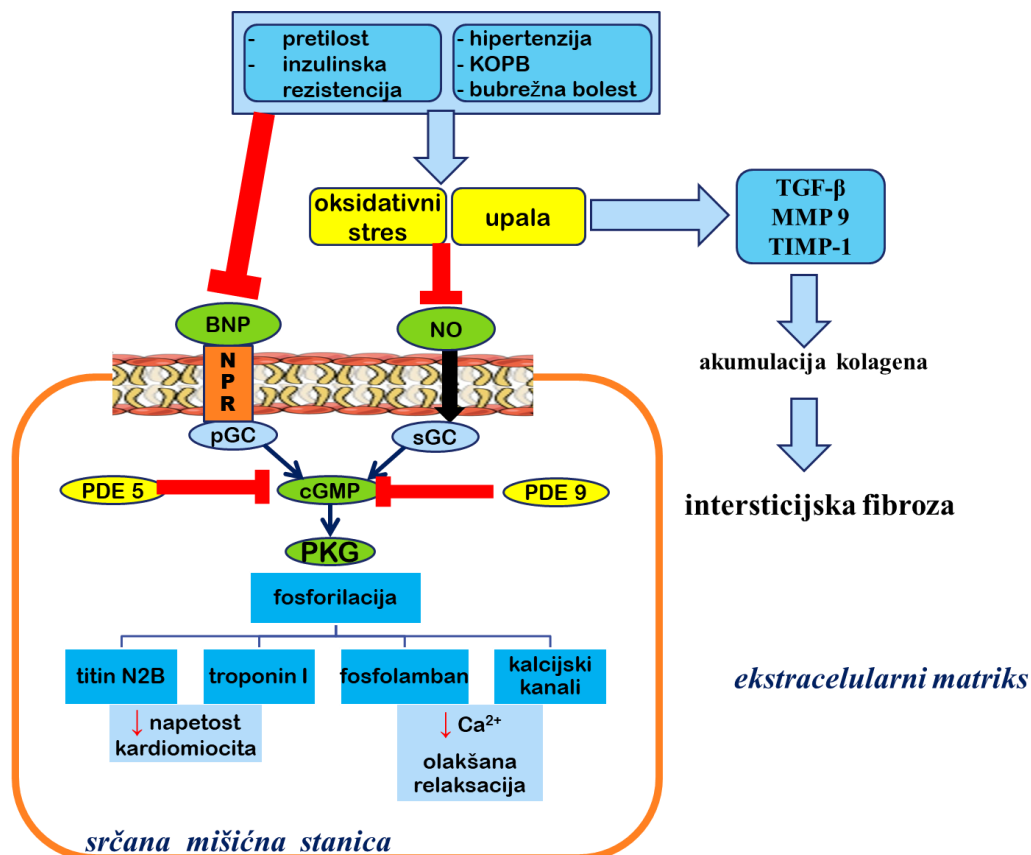 - pretilost
- inzulinska
rezistencija
- hipertenzija
- KOPB
- bubrežna bolest
oksidativni
stres
upala
TGF-β
MMP 9
TIMP-1
BNP
NO
N
P
R
akumulacija kolagena
pGC
sGC
PDE 5
cGMP
PDE 9
intersticijska fibroza
PKG
fosforilacija
titin N2B
troponin I
fosfolamban
kalcijski
kanali
↓ napetost
kardiomiocita
↓ Ca²⁺
olakšana
relaksacija
ekstracelularni matriks
srčana mišićna stanica